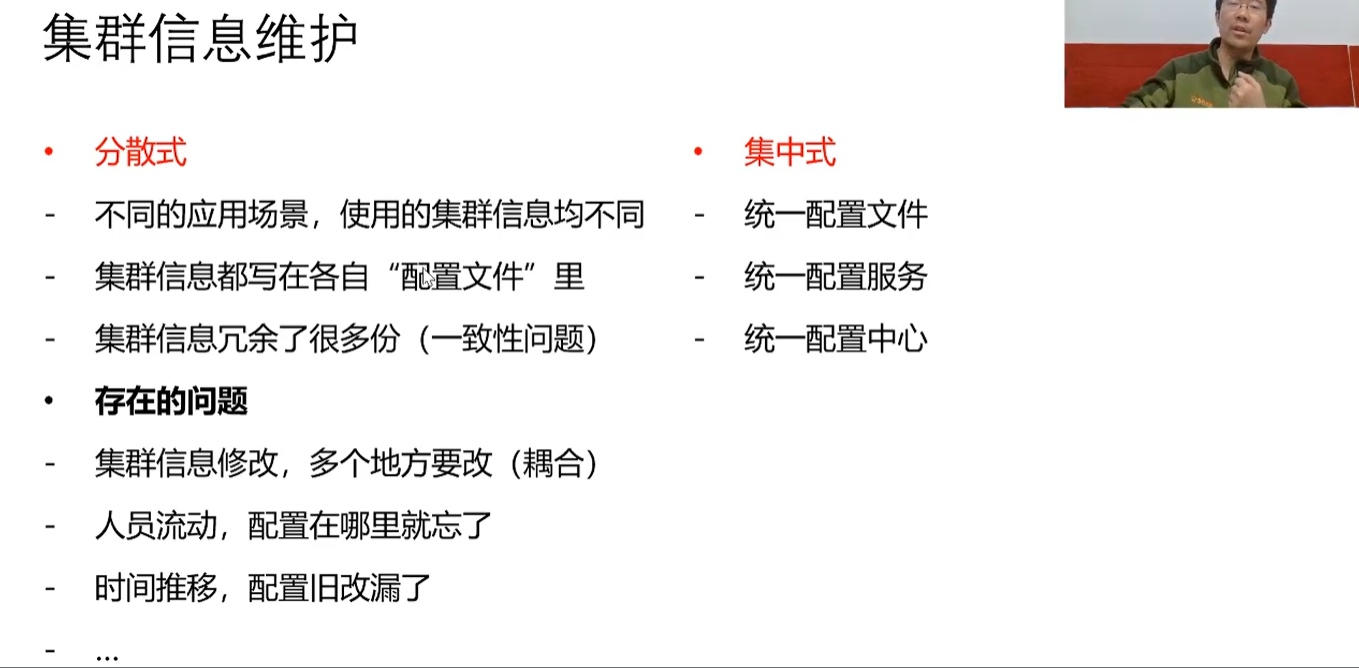 集群信息维护
• 分散式
- 不同的应用场景，使用的集群信息均不同
- 集群信息都写在各自“配置文件”里
- 集群信息冗余了很多份（一致性问题）
• 存在的问题
- 集群信息修改，多个地方要改（耦合）
- 人员流动，配置在哪里就忘了
- 时间推移，配置旧改漏了
- ...
• 集中式
- 统一配置文件
- 统一配置服务
- 统一配置中心